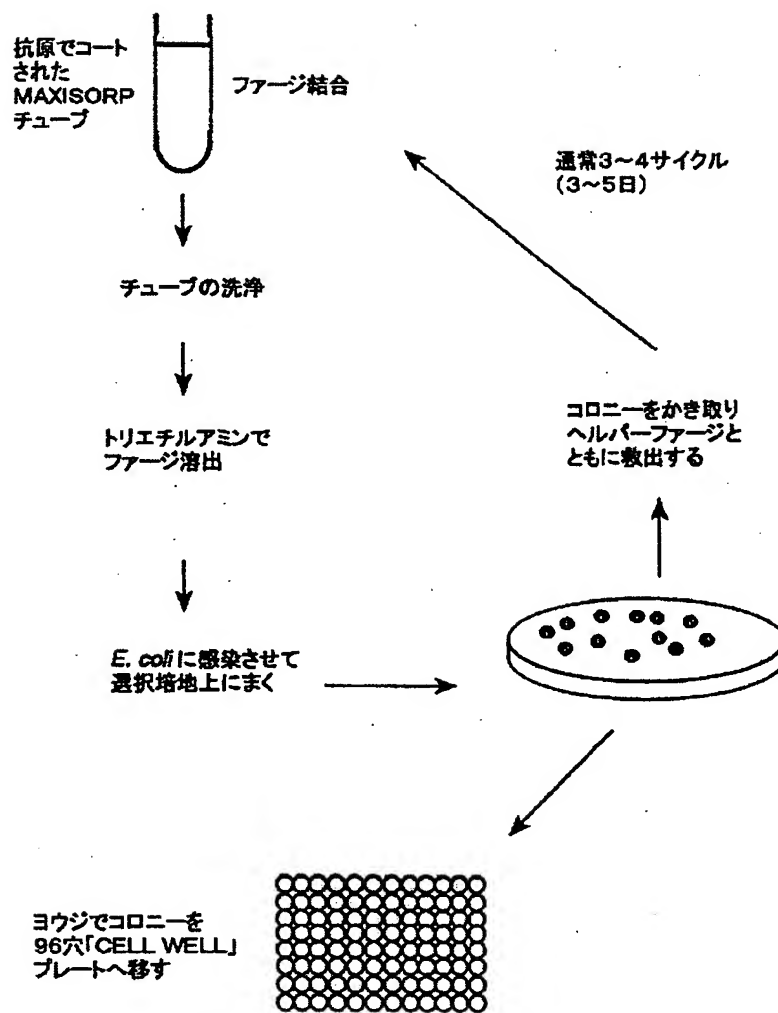 抗原でコート
された
MAXISORP
チューブ
ファージ結合
通常3～4サイクル
(3～5日)
チューブの洗浄
トリエチルアミンで
ファージ溶出
コロニーをかき取り
ヘルパーファージと
ともに救出する
E. coliに感染させて
選択培地上にまく
ヨウジでコロニーを
96穴「CELL WELL」
プレートへ移す